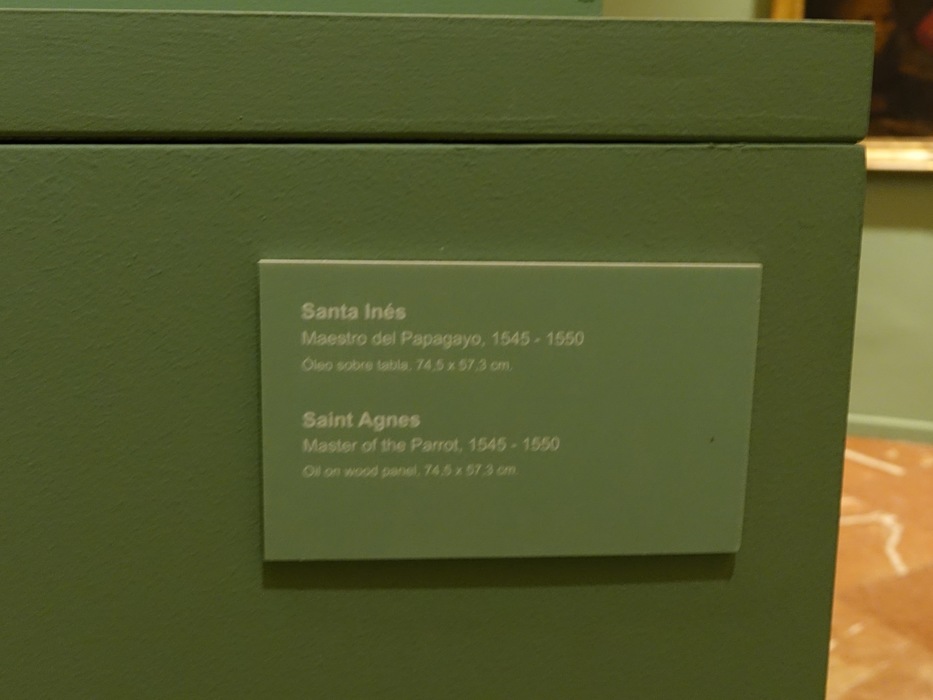 Santa Inés
Maestro del Papagayo, 1545 - 1550
Óleo sobre tabla. 74,5 x 57,3 cm.
Saint Agnes
Master of the Parrot, 1545 - 1550
Oil on wood panel. 74,5 x 57,3 cm.